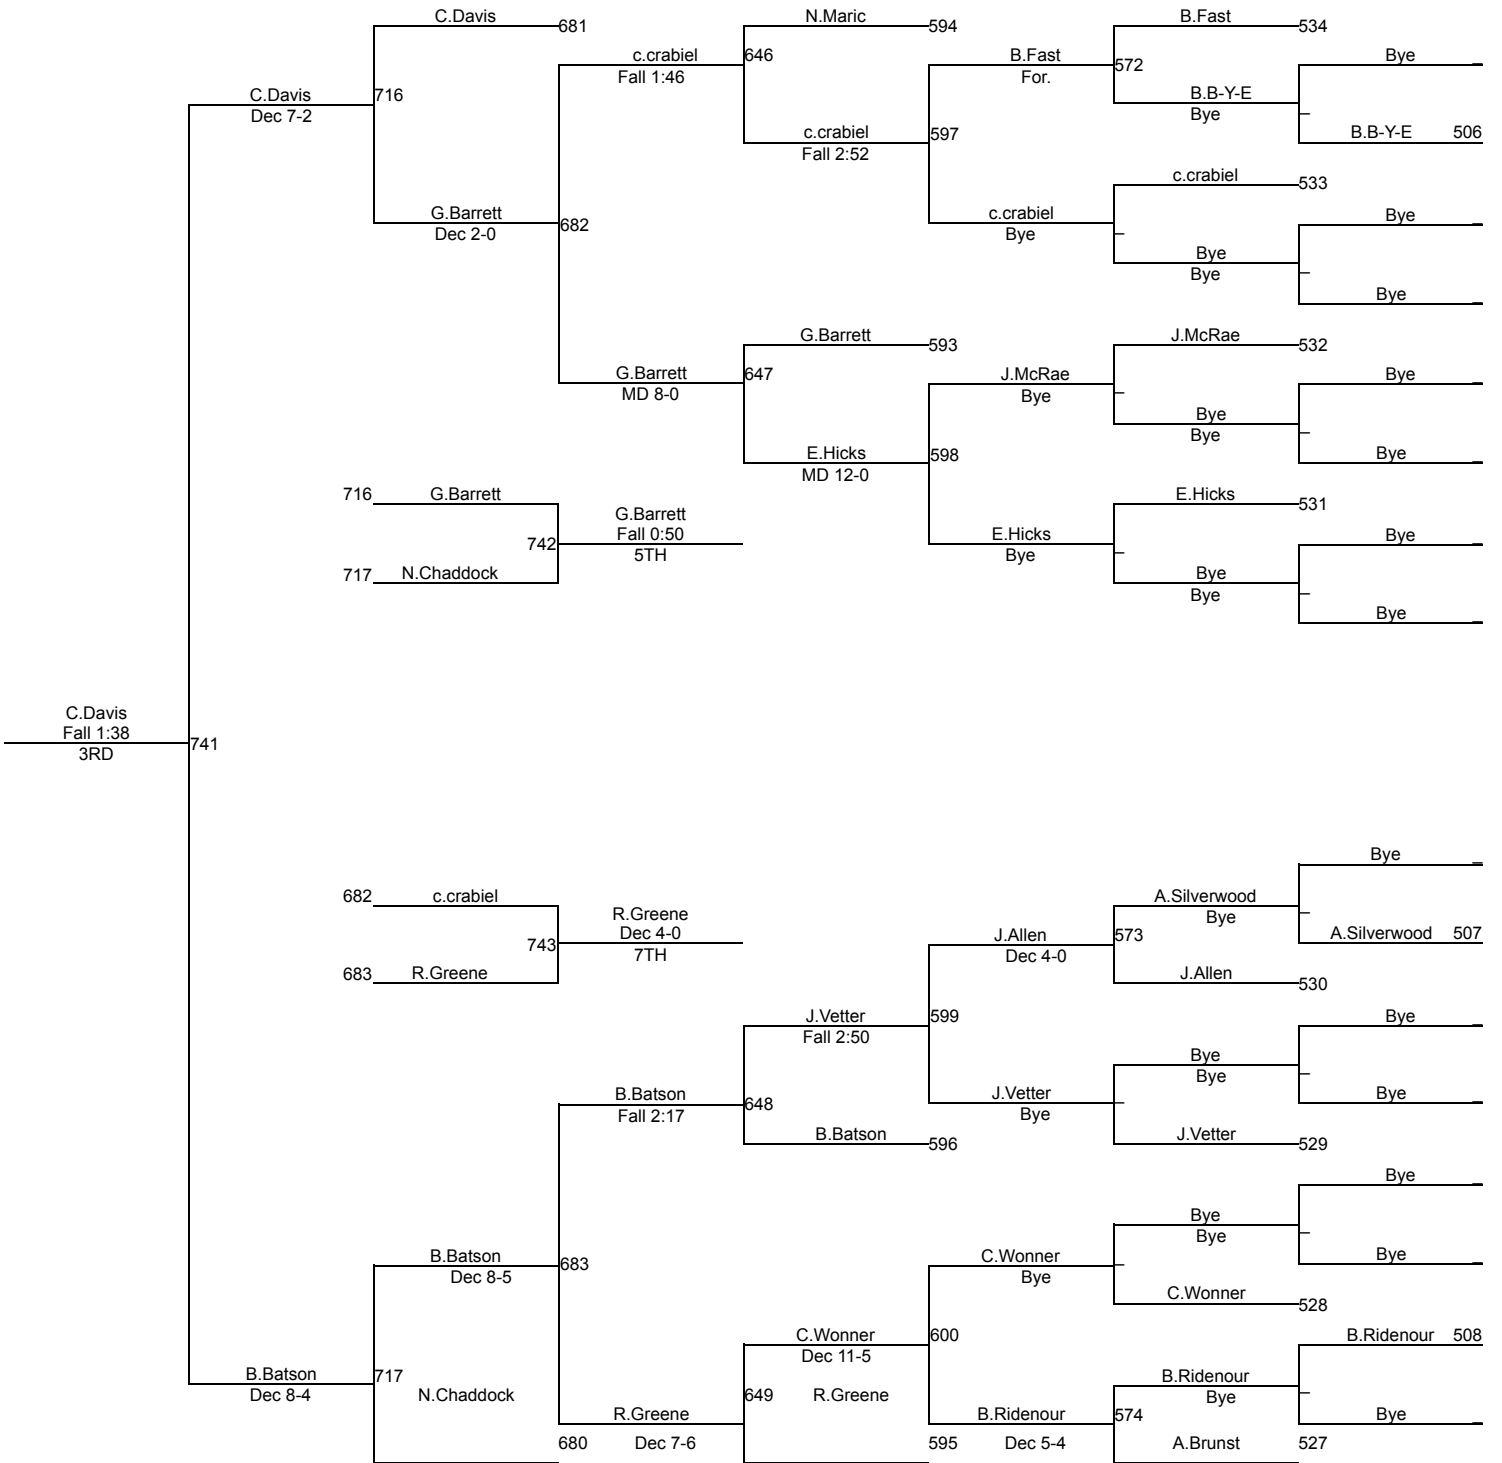 C.Davis
681
N.Maric
594
B.Fast
534
c.crabiel
646
Fall 1:46
B.Fast
572
For.
Bye
_
C.Davis
716
Dec 7-2
B.B-Y-E
Bye
_
c.crabiel
597
Fall 2:52
B.B-Y-E 506
c.crabiel
533
G.Barrett
682
Dec 2-0
c.crabiel
Bye
_
Bye
_
Bye
Bye
_
Bye
_
G.Barrett
593
J.McRae
532
G.Barrett
647
MD 8-0
J.McRae
Bye
_
Bye
_
Bye
Bye
_
E.Hicks
598
MD 12-0
Bye
_
716 G.Barrett
E.Hicks
531
G.Barrett
Fall 0:50
742
5TH
E.Hicks
Bye
_
Bye
_
717 N.Chaddock
Bye
Bye
_
Bye
_
C.Davis
Fall 1:38
741
3RD
Bye
_
682 c.crabiel
A.Silverwood
Bye
_
R.Greene
Dec 4-0
743
7TH
J.Allen
573
Dec 4-0
A.Silverwood 507
683 R.Greene
J.Allen
530
J.Vetter
599
Fall 2:50
Bye
_
Bye
Bye
_
B.Batson
648
Fall 2:17
J.Vetter
Bye
_
Bye
_
B.Batson
596
J.Vetter
529
Bye
_
Bye
Bye
_
B.Batson
683
Dec 8-5
C.Wonner
Bye
_
Bye
_
C.Wonner
528
C.Wonner
600
Dec 11-5
B.Ridenour 508
B.Batson
717
Dec 8-4
N.Chaddock
649
R.Greene
B.Ridenour
Bye
_
R.Greene
B.Ridenour
574
Bye
_
680
Dec 7-6
595
Dec 5-4
A.Brunst
527